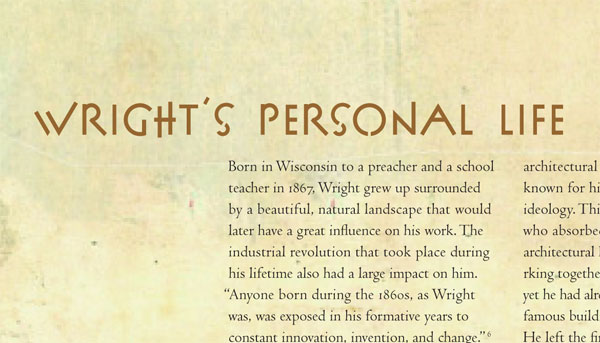 WRIGHT'S PERSONAL LIFE
Born in Wisconsin to a preacher and a school
teacher in 1867, Wright grew up surrounded
by a beautiful, natural landscape that would
later have a great influence on his work. The
industrial revolution that took place during
his lifetime also had a large impact on him.
“Anyone born during the 1860s, as Wright
was, was exposed in his formative years to
constant innovation, invention, and change.”6
architectural
known for hi
ideology. Thi
who absorbed
architectural
rking togethe
yet he had alre
famous build
He left the fir